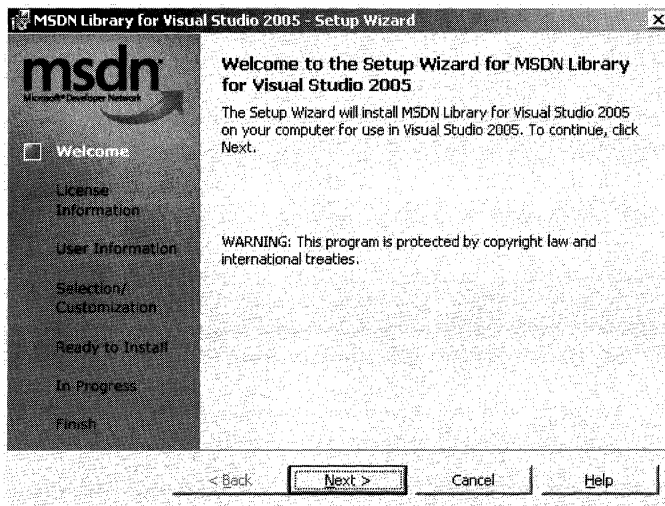 MSDN Library for Visual Studio 2005 - Setup Wizard
msdn
Microsoft Developer Network
Welcome
License
Information
User Information
Selection/
Customization
Ready to Install
In Progress
Finish
Welcome to the Setup Wizard for MSDN Library
for Visual Studio 2005
The Setup Wizard will install MSDN Library for Visual Studio 2005
on your computer for use in Visual Studio 2005. To continue, click
Next.
WARNING: This program is protected by copyright law and
international treaties.
< Back
Next >
Cancel
Help